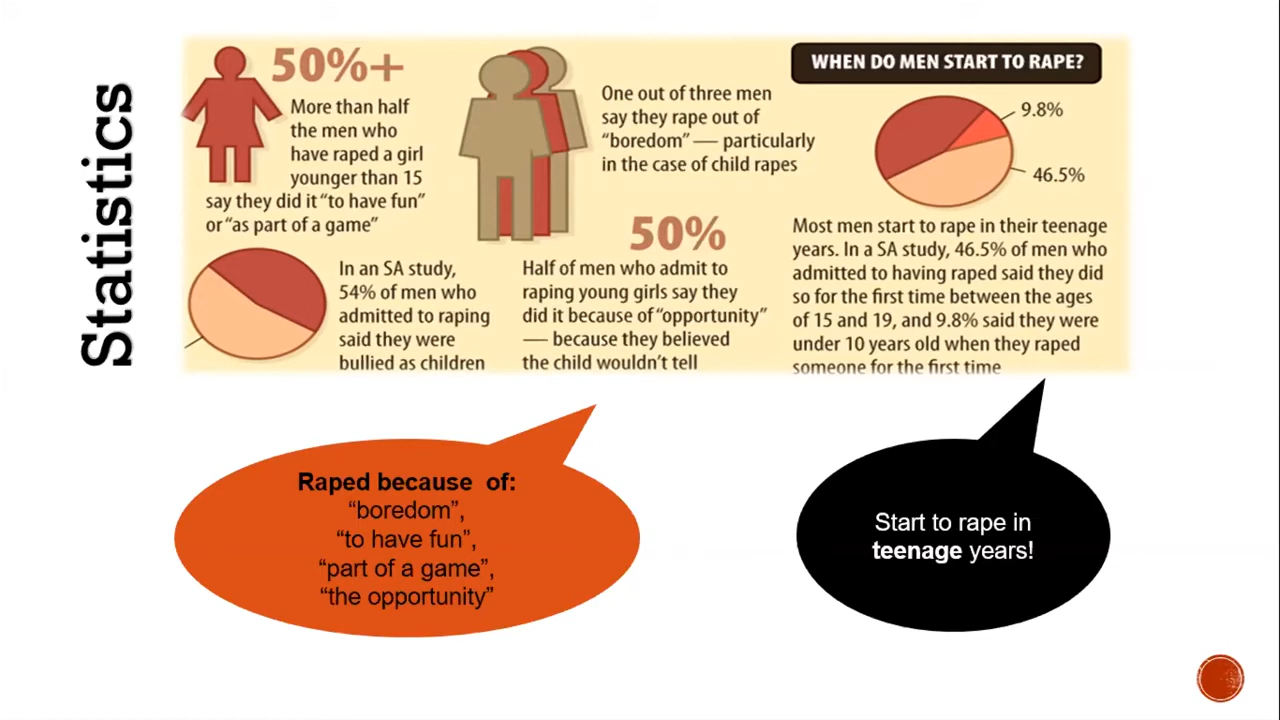 Statistics
50%+
More than half
the men who
have raped a girl
younger than 15
say they did it “to have fun”
or “as part of a game”
In an SA study,
54% of men who
admitted to raping
said they were
bullied as children
One out of three men
say they rape out of
“boredom” — particularly
in the case of child rapes
50%
Half of men who admit to
raping young girls say they
did it because of “opportunity”
— because they believed
the child wouldn’t tell
WHEN DO MEN START TO RAPE?
9.8%
46.5%
Most men start to rape in their teenage
years. In a SA study, 46.5% of men who
admitted to having raped said they did
so for the first time between the ages
of 15 and 19, and 9.8% said they were
under 10 years old when they raped
someone for the first time
Raped because of:
“boredom”,
“to have fun”,
“part of a game”,
“the opportunity”
Start to rape in
teenage years!